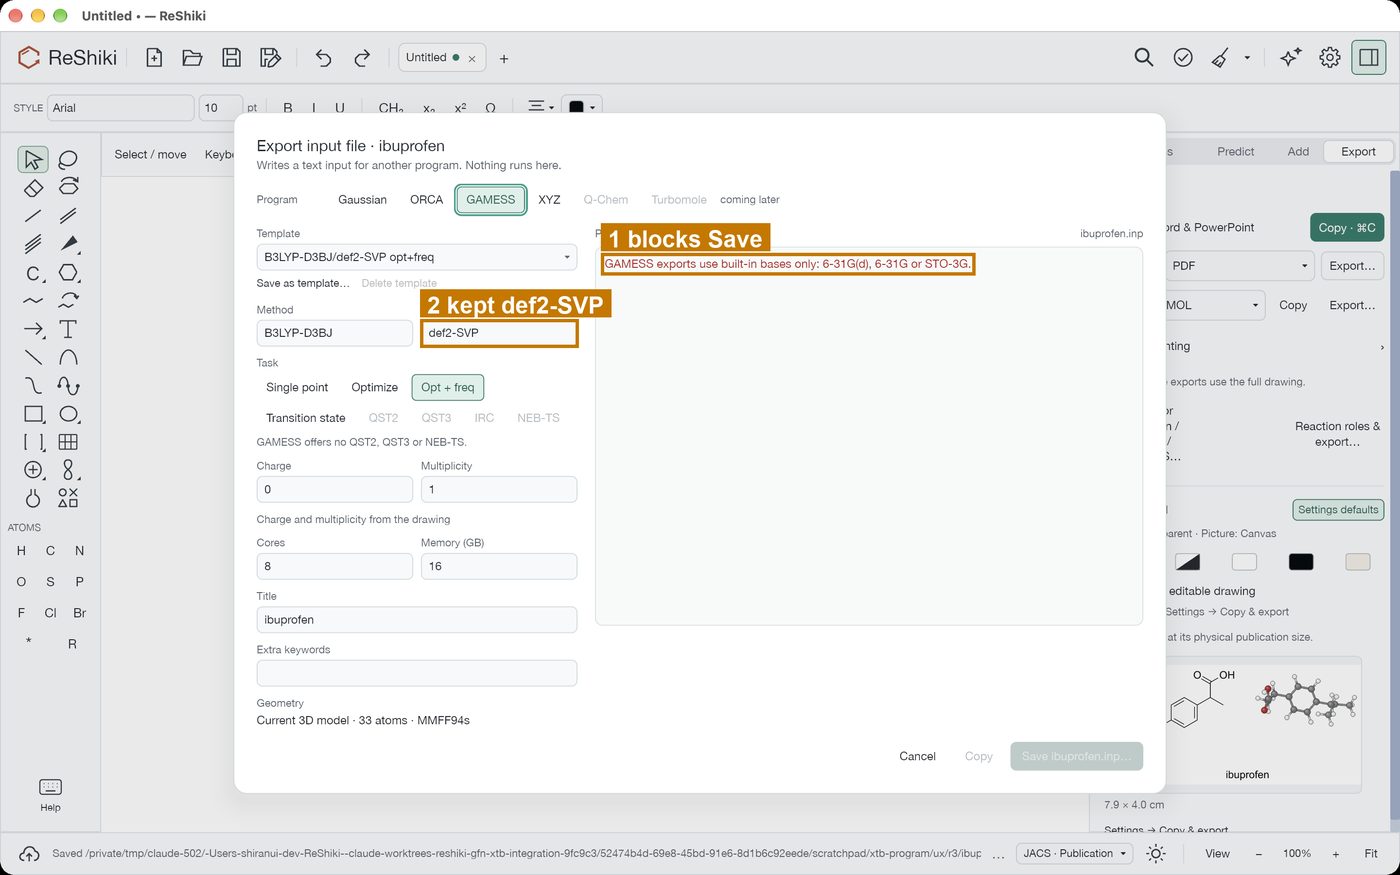 Untitled • — ReShiki
ReShiki
Untitled
STYLE Arial 10 pt B I U CH₂ x₂ x² Ω
Select / move Keybo
s Predict Add Export
Export input file · ibuprofen
Writes a text input for another program. Nothing runs here.
Program Gaussian ORCA GAMESS XYZ Q-Chem Turbomole coming later
Template
1 blocks Save
ibuprofen.inp
B3LYP-D3BJ/def2-SVP opt+freq
GAMESS exports use built-in bases only: 6-31G(d), 6-31G or STO-3G.
Save as template… Delete template
Method
2 kept def2-SVP
B3LYP-D3BJ def2-SVP
Task
Single point Optimize Opt + freq
Transition state QST2 QST3 IRC NEB-TS
GAMESS offers no QST2, QST3 or NEB-TS.
Charge Multiplicity
0 1
Charge and multiplicity from the drawing
Cores Memory (GB)
8 16
Title
ibuprofen
Extra keywords
Geometry
Current 3D model · 33 atoms · MMFF94s
Cancel Copy Save ibuprofen.inp…
ord & PowerPoint Copy · ⌘C
PDF Export…
MOL Copy Export…
nting
exports use the full drawing.
or
n /
/
S…
Reaction roles &
export…
Settings defaults
parent · Picture: Canvas
editable drawing
Settings → Copy & export
at its physical publication size.
O OH
ibuprofen
7.9 × 4.0 cm
Settings → Copy & export
C
T
ATOMS
H C N
O S P
F Cl Br
* R
Help
Saved /private/tmp/claude-502/-Users-shiranui-dev-ReShiki--claude-worktrees-reshiki-gfn-xtb-integration-9fc9c3/52474b4d-69e8-45bd-91e6-8d1b6c92eede/scratchpad/xtb-program/ux/r3/ibup …
JACS · Publication View − 100% + Fit